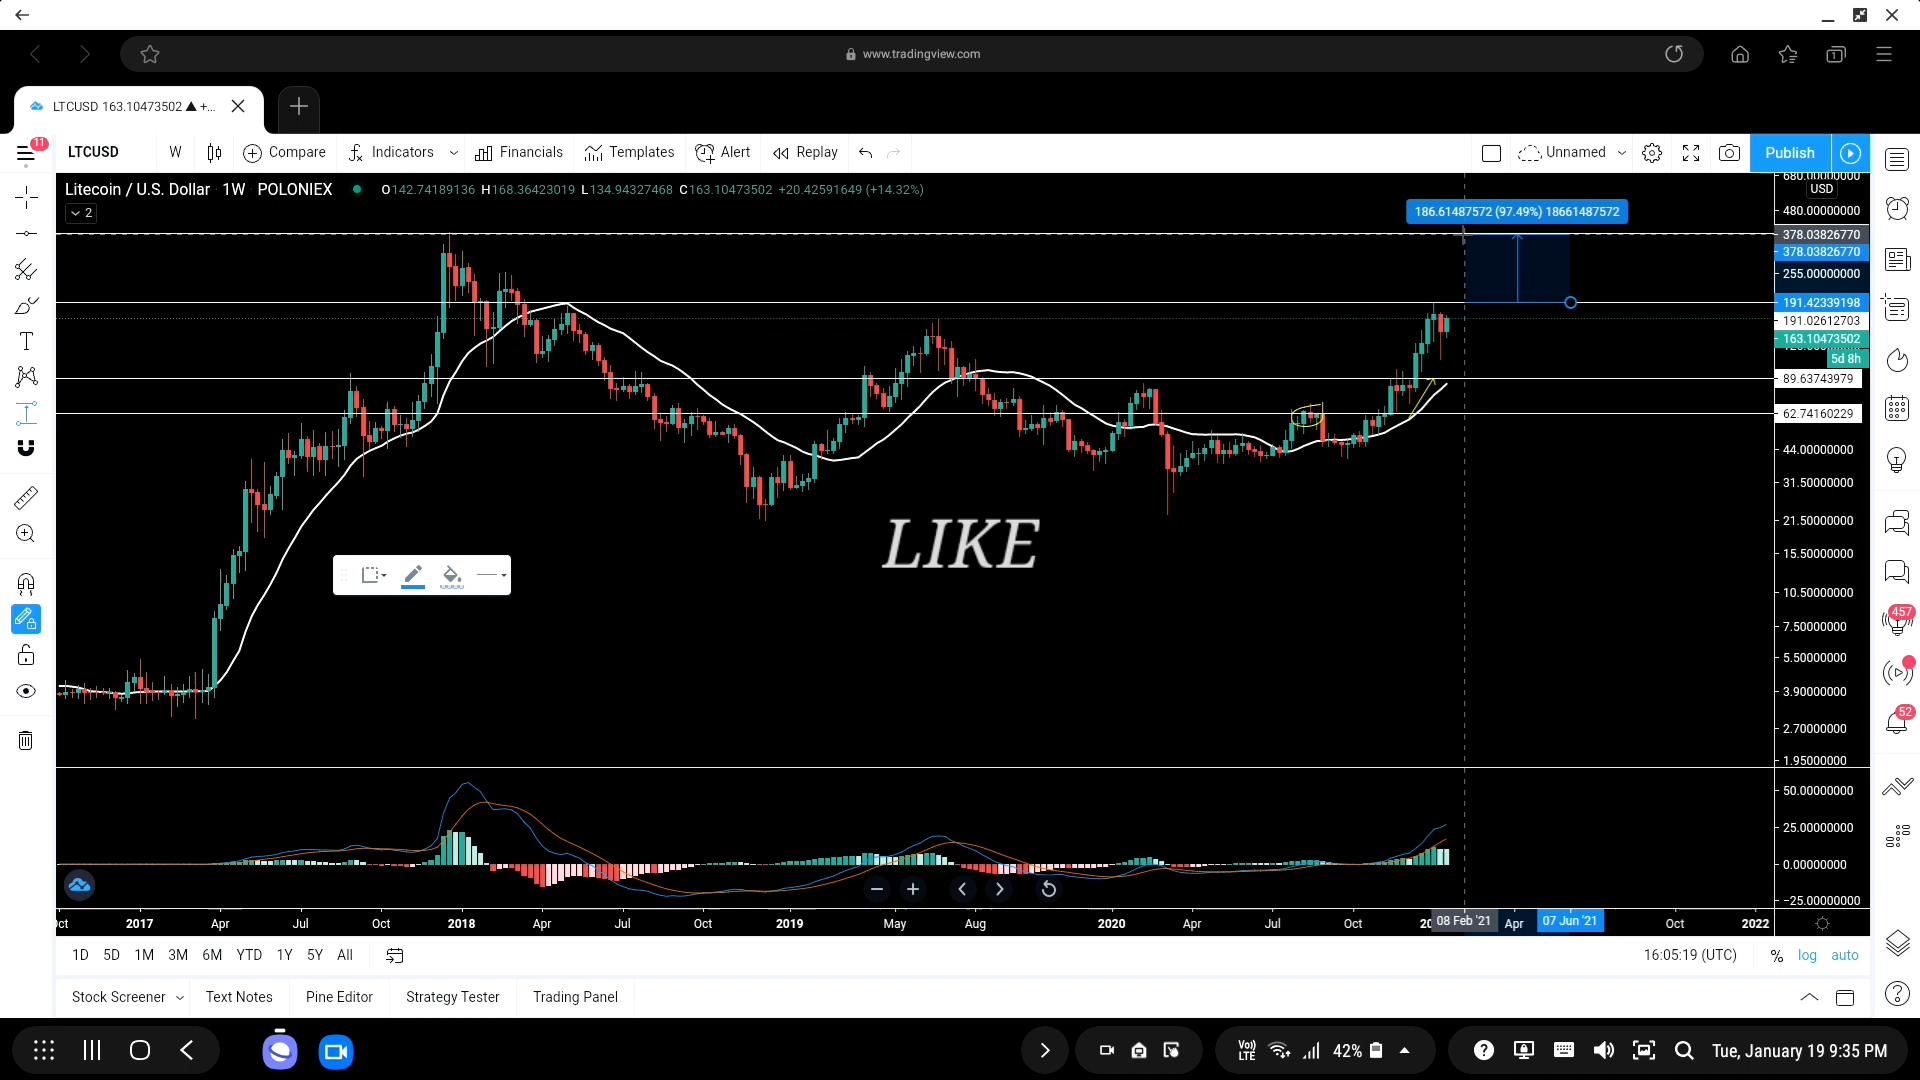 www.tradingview.com
LTCUSD 163.10473502 ▲ +...
11
LTCUSD W Compare Indicators Financials Templates Alert Replay Unnamed Publish
Litecoin / U.S. Dollar 1W POLONIEX O142.74189136 H168.36423019 L134.94327468 C163.10473502 +20.42591649 (+14.32%)
2
186.61487572 (97.49%) 18661487572
680.00000000
USD
480.00000000
378.03826770
378.03826770
255.00000000
191.42339198
191.02612703
163.10473502
5d 8h
89.63743979
62.74160229
44.00000000
31.50000000
21.50000000
15.50000000
10.50000000
7.50000000
5.50000000
3.90000000
2.70000000
1.95000000
LIKE
50.00000000
25.00000000
0.00000000
-25.00000000
2017 Apr Jul Oct 2018 Apr Jul Oct 2019 May Aug 2020 Apr Jul Oct 08 Feb '21 Apr 07 Jun '21 Oct 2022
1D 5D 1M 3M 6M YTD 1Y 5Y All 16:05:19 (UTC) % log auto
Stock Screener Text Notes Pine Editor Strategy Tester Trading Panel
457
52
Vo) LTE 42% Tue, January 19 9:35 PM